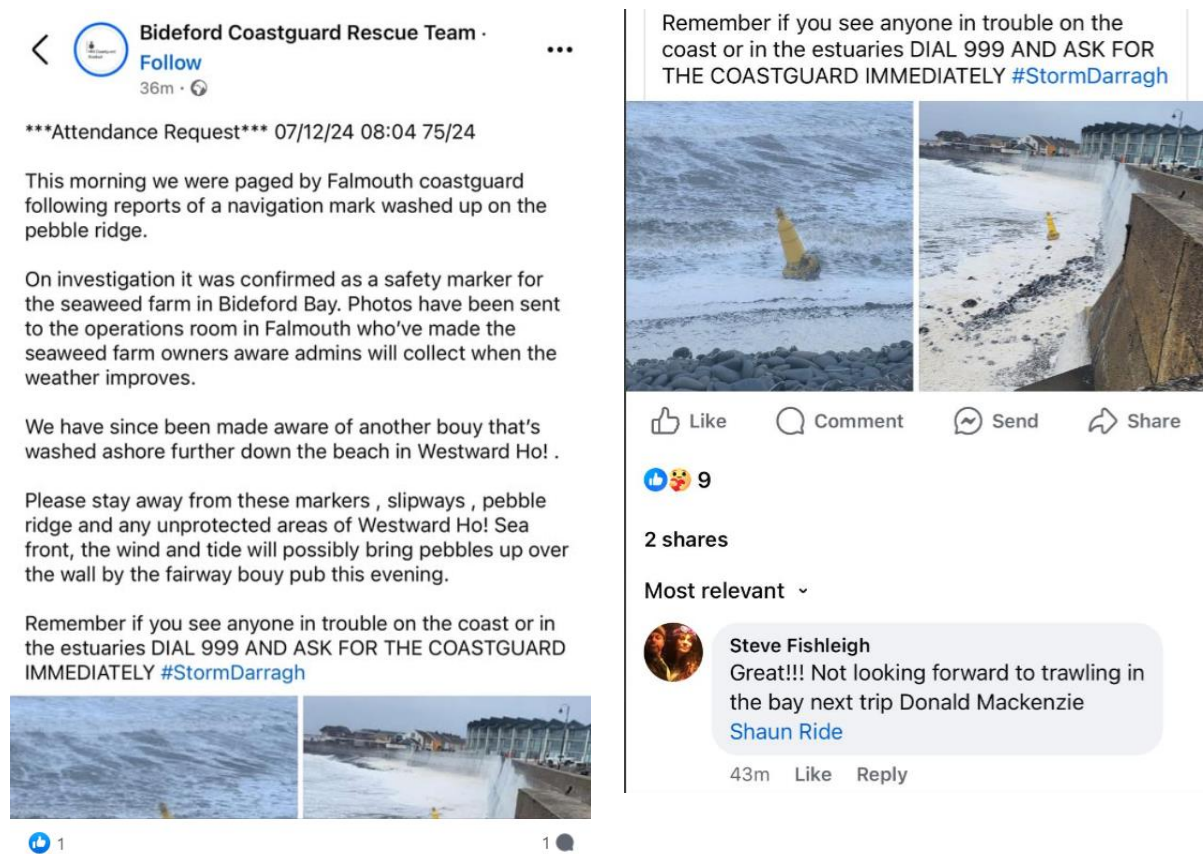 Bideford Coastguard Rescue Team ·
Follow
36m ·
***Attendance Request*** 07/12/24 08:04 75/24
This morning we were paged by Falmouth coastguard
following reports of a navigation mark washed up on the
pebble ridge.
On investigation it was confirmed as a safety marker for
the seaweed farm in Bideford Bay. Photos have been sent
to the operations room in Falmouth who've made the
seaweed farm owners aware admins will collect when the
weather improves.
We have since been made aware of another bouy that's
washed ashore further down the beach in Westward Ho! .
Please stay away from these markers , slipways , pebble
ridge and any unprotected areas of Westward Ho! Sea
front, the wind and tide will possibly bring pebbles up over
the wall by the fairway bouy pub this evening.
Remember if you see anyone in trouble on the coast or in
the estuaries DIAL 999 AND ASK FOR THE COASTGUARD
IMMEDIATELY #StormDarragh
1
1
Remember if you see anyone in trouble on the
coast or in the estuaries DIAL 999 AND ASK FOR
THE COASTGUARD IMMEDIATELY #StormDarragh
Like
Comment
Send
Share
9
2 shares
Most relevant
Steve Fishleigh
Great!!! Not looking forward to trawling in
the bay next trip Donald Mackenzie
Shaun Ride
43m Like Reply